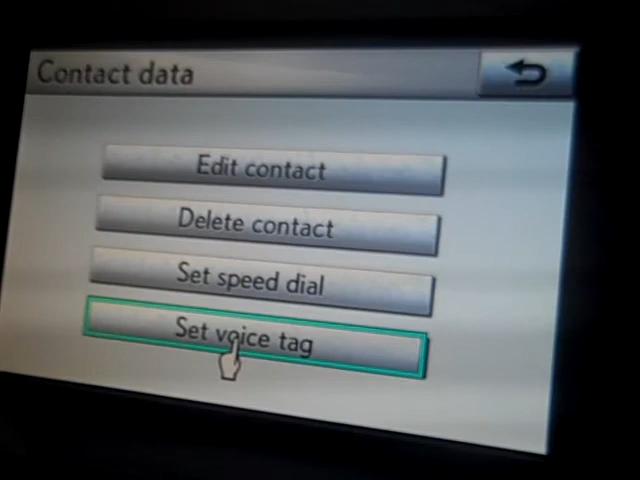 Contact data
Edit contact
Delete contact
Set speed dial
Set voice tag